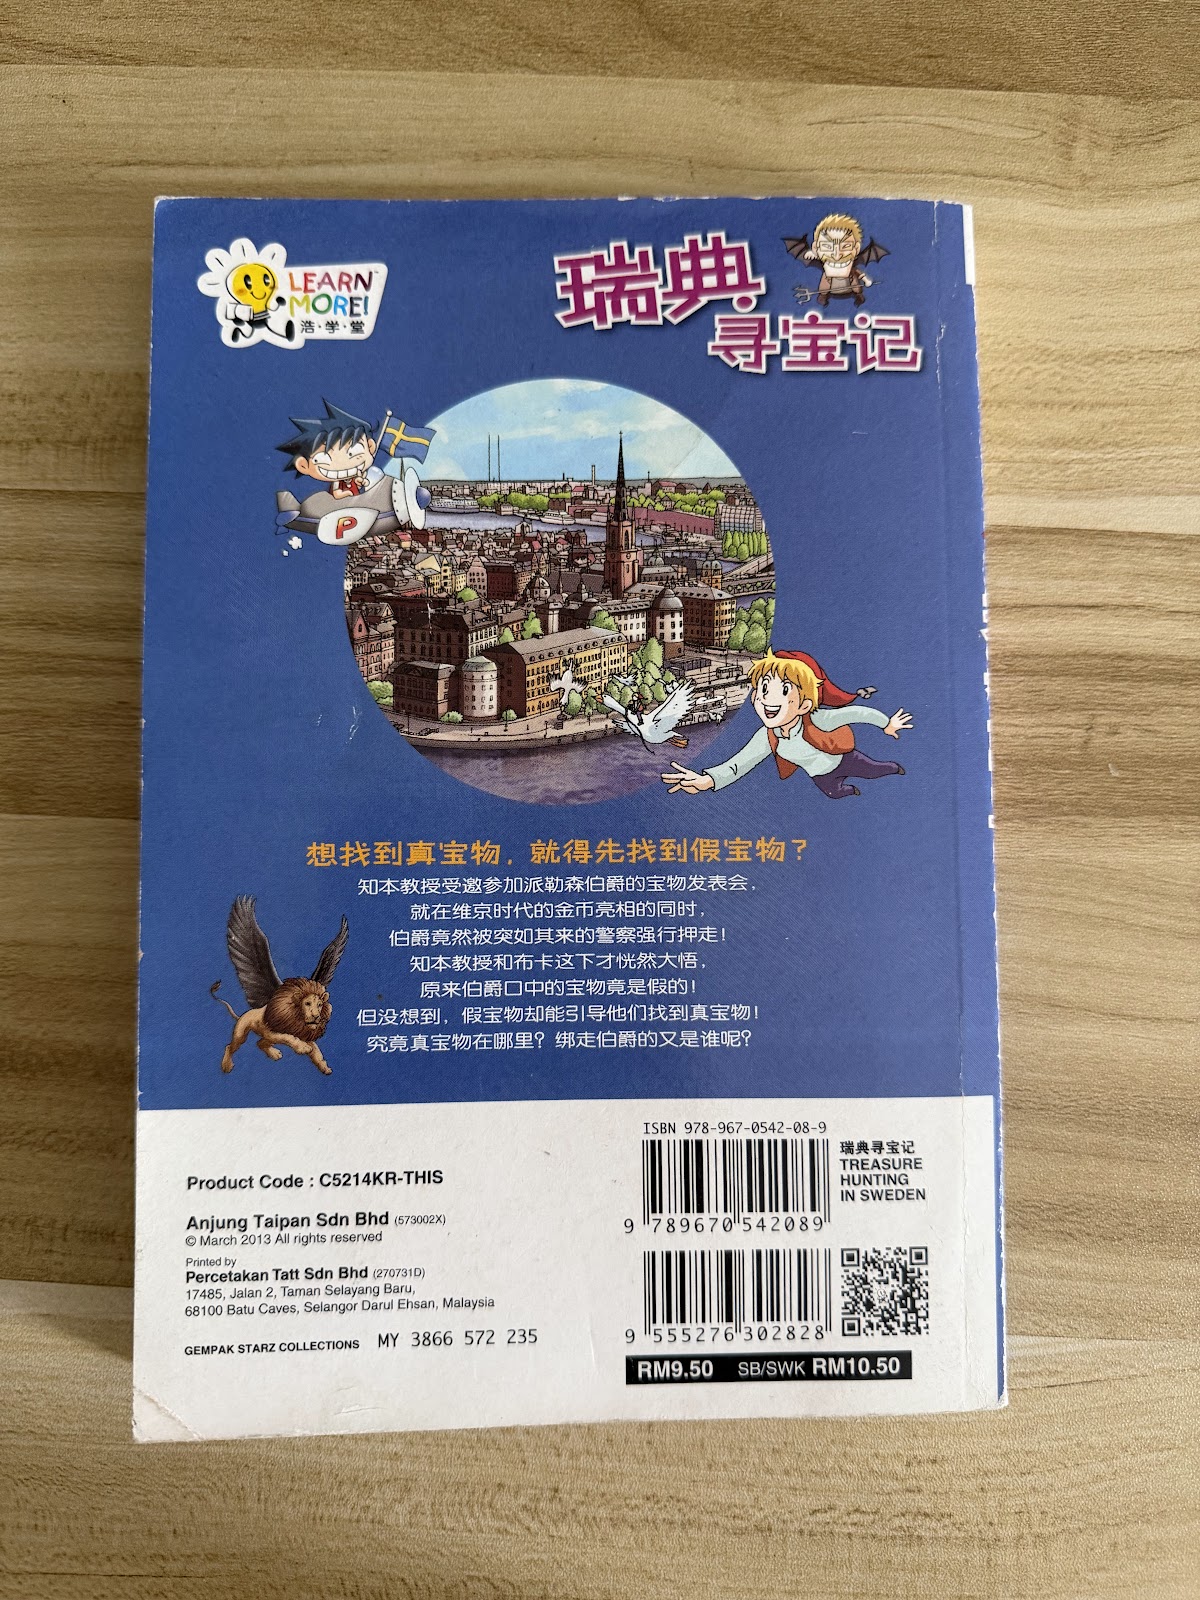 LEARN
MORE!
浩·学·堂
瑞典
寻宝记
P
想找到真宝物，就得先找到假宝物？
知本教授受邀参加派勒森伯爵的宝物发表会，
就在维京时代的金币亮相的同时，
伯爵竟然被突如其来的警察强行押走！
知本教授和布卡这下才恍然大悟，
原来伯爵口中的宝物竟是假的！
但没想到，假宝物却能引导他们找到真宝物！
究竟真宝物在哪里？绑走伯爵的又是谁呢？
Product Code : C5214KR-THIS
Anjung Taipan Sdn Bhd (573002X)
© March 2013 All rights reserved
Printed by
Percetakan Tatt Sdn Bhd (270731D)
17485, Jalan 2, Taman Selayang Baru,
68100 Batu Caves, Selangor Darul Ehsan, Malaysia
GEMPAK STARZ COLLECTIONS MY 3866 572 235
ISBN 978-967-0542-08-9
9 789670 542089
瑞典寻宝记
TREASURE
HUNTING
IN SWEDEN
9 555276 302828
RM9.50 SB/SWK RM10.50